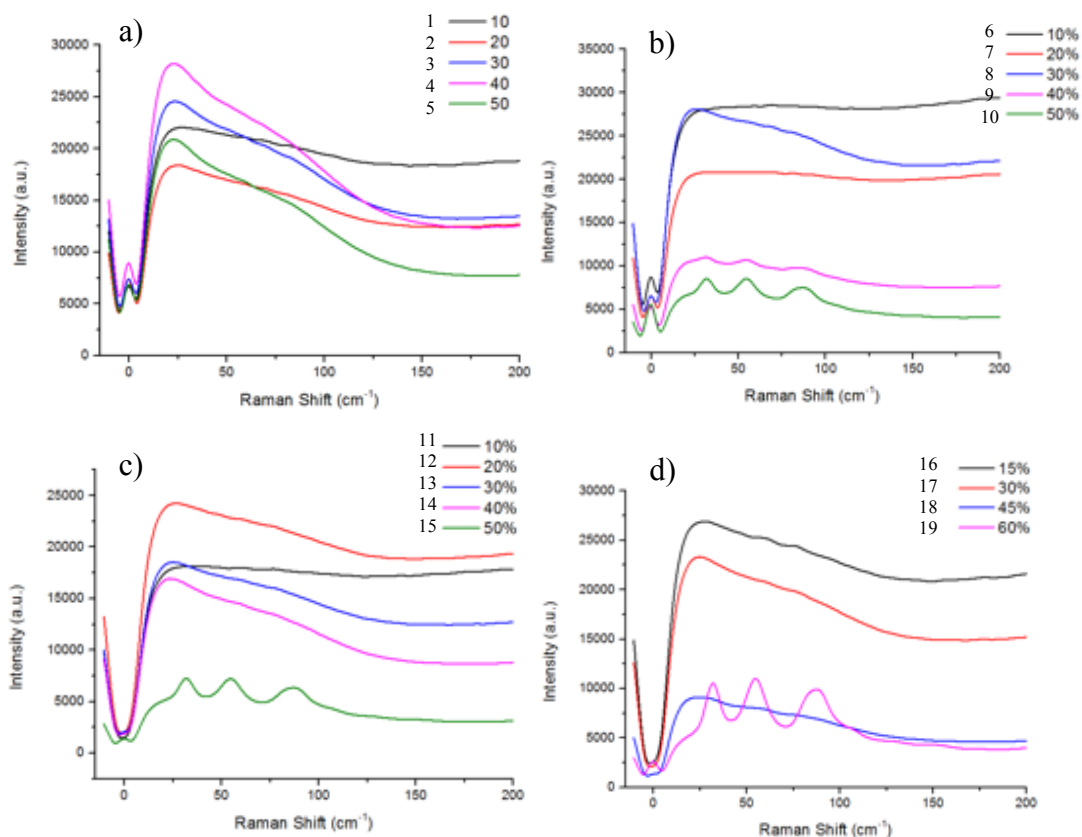 a)
1 10
2 20
3 30
4 40
5 50
30000
25000
20000
15000
10000
5000
0
Intensity (a.u.)
0 50 100 150 200
Raman Shift (cm⁻¹)
b)
6 10%
7 20%
8 30%
9 40%
10 50%
35000
30000
25000
20000
15000
10000
5000
0
Intensity (a.u.)
0 50 100 150 200
Raman Shift (cm⁻¹)
c)
11 10%
12 20%
13 30%
14 40%
15 50%
25000
20000
15000
10000
5000
0
Intensity (a.u.)
0 50 100 150 200
Raman Shift (cm⁻¹)
d)
16 15%
17 30%
18 45%
19 60%
30000
25000
20000
15000
10000
5000
0
Intensity (a.u.)
0 50 100 150 200
Raman Shift (cm⁻¹)